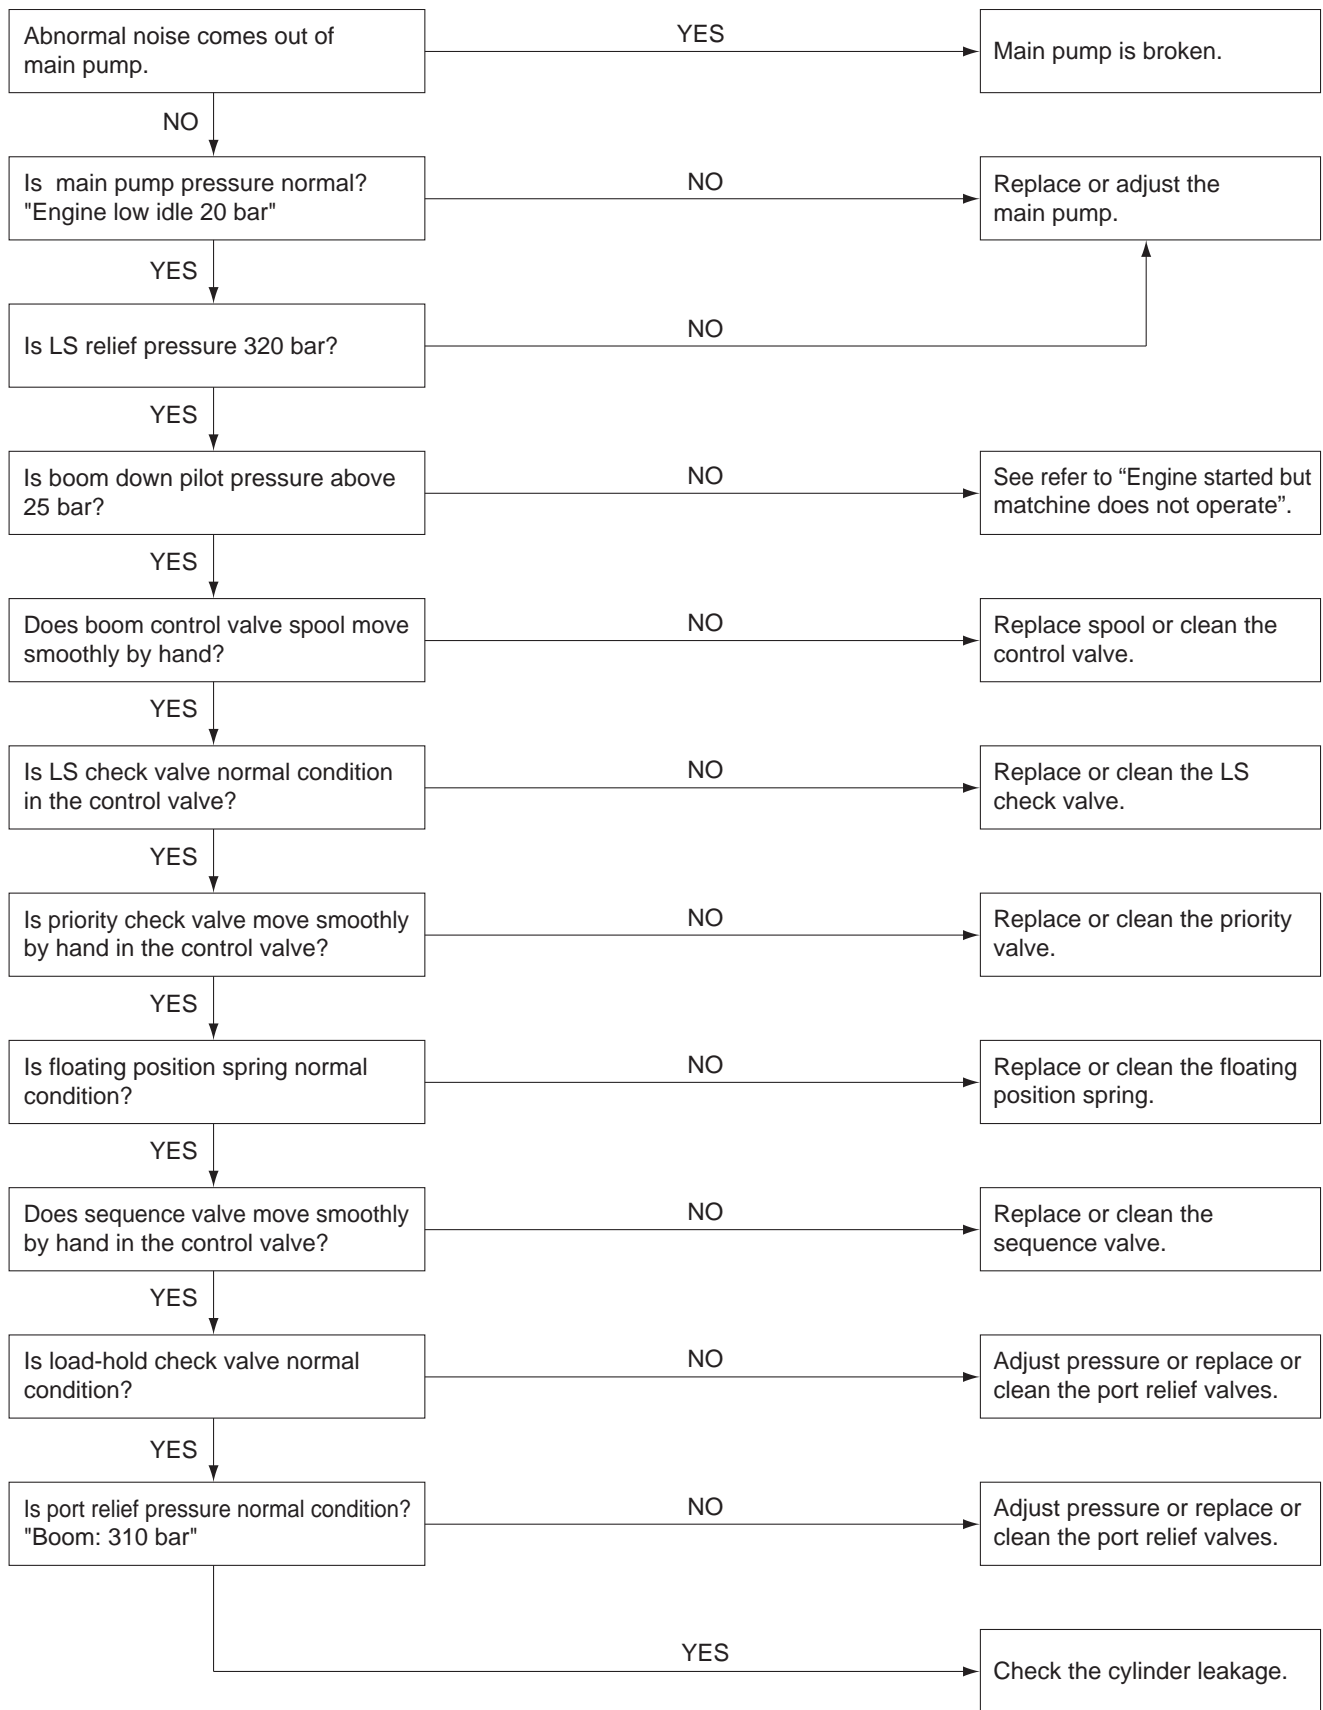 Abnormal noise comes out of
main pump.
YES
Main pump is broken.
NO
Is main pump pressure normal?
"Engine low idle 20 bar"
NO
Replace or adjust the
main pump.
YES
Is LS relief pressure 320 bar?
NO
YES
Is boom down pilot pressure above
25 bar?
NO
See refer to “Engine started but
matchine does not operate”.
YES
Does boom control valve spool move
smoothly by hand?
NO
Replace spool or clean the
control valve.
YES
Is LS check valve normal condition
in the control valve?
NO
Replace or clean the LS
check valve.
YES
Is priority check valve move smoothly
by hand in the control valve?
NO
Replace or clean the priority
valve.
YES
Is floating position spring normal
condition?
NO
Replace or clean the floating
position spring.
YES
Does sequence valve move smoothly
by hand in the control valve?
NO
Replace or clean the
sequence valve.
YES
Is load-hold check valve normal
condition?
NO
Adjust pressure or replace or
clean the port relief valves.
YES
Is port relief pressure normal condition?
"Boom: 310 bar"
NO
Adjust pressure or replace or
clean the port relief valves.
YES
Check the cylinder leakage.